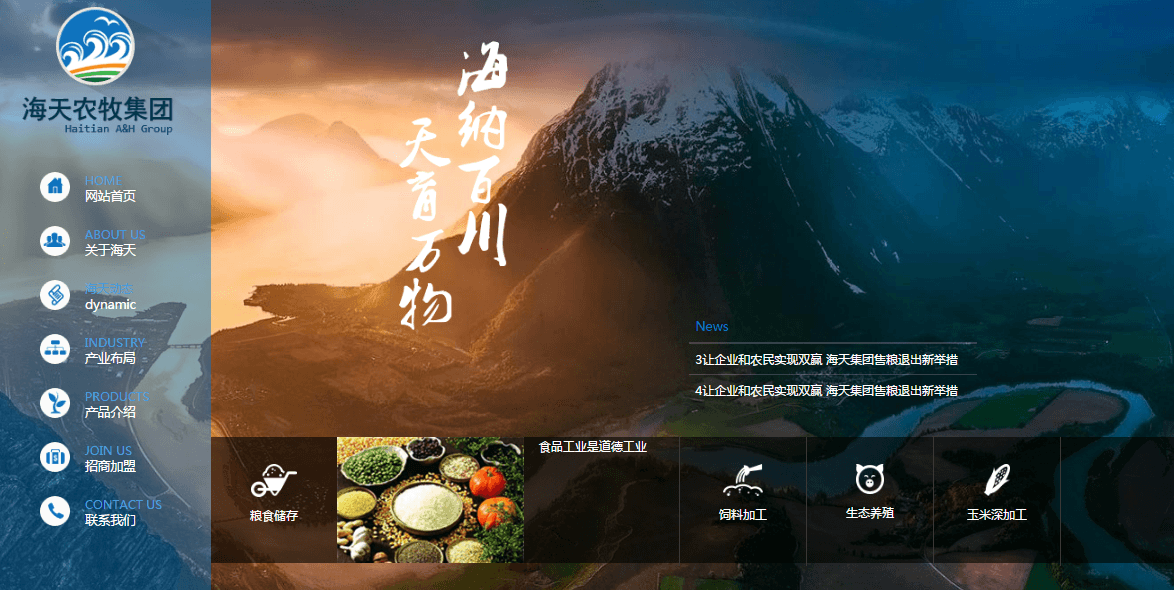 海天农牧集团
Haitian A&H Group
HOME
网站首页
ABOUT US
关于海天
海天动态
dynamic
INDUSTRY
产业布局
PRODUCTS
产品介绍
JOIN US
招商加盟
CONTACT US
联系我们
海纳百川
天育万物
News
3让企业和农民实现双赢 海天集团售粮退出新举措
4让企业和农民实现双赢 海天集团售粮退出新举措
粮食储存
食品工业是道德工业
饲料加工
生态养殖
玉米深加工